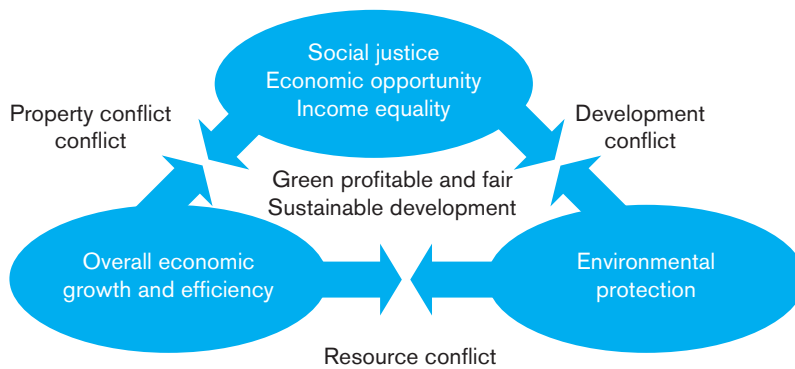 Social justice
Economic opportunity
Income equality
Property conflict
conflict
Development
conflict
Green profitable and fair
Sustainable development
Overall economic
growth and efficiency
Environmental
protection
Resource conflict